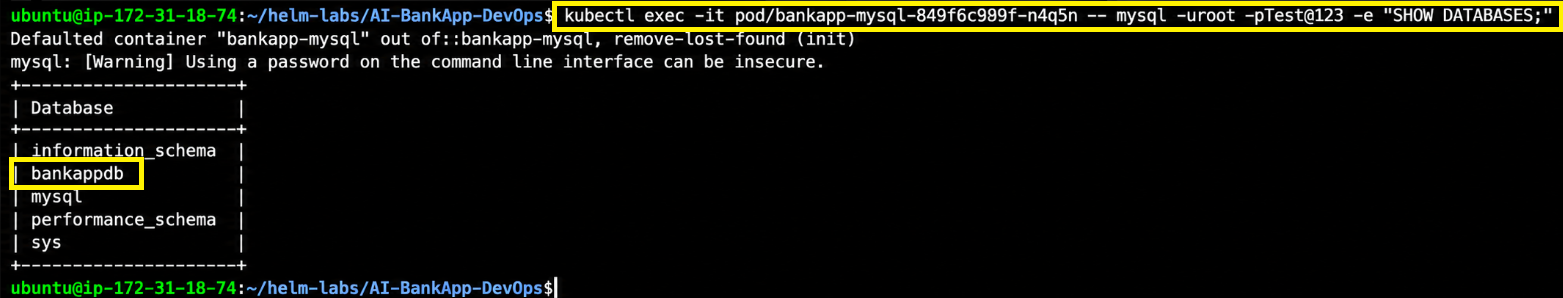 ubuntu@ip-172-31-18-74:~/helm-labs/AI-BankApp-DevOps$ kubectl exec -it pod/bankapp-mysql-849f6c999f-n4q5n -- mysql -uroot -pTest@123 -e "SHOW DATABASES;"
Defaulted container "bankapp-mysql" out of::bankapp-mysql, remove-lost-found (init)
mysql: [Warning] Using a password on the command line interface can be insecure.
+--------------------+
| Database           |
+--------------------+
| information_schema |
| bankappdb          |
| mysql              |
| performance_schema |
| sys                |
+--------------------+
ubuntu@ip-172-31-18-74:~/helm-labs/AI-BankApp-DevOps$